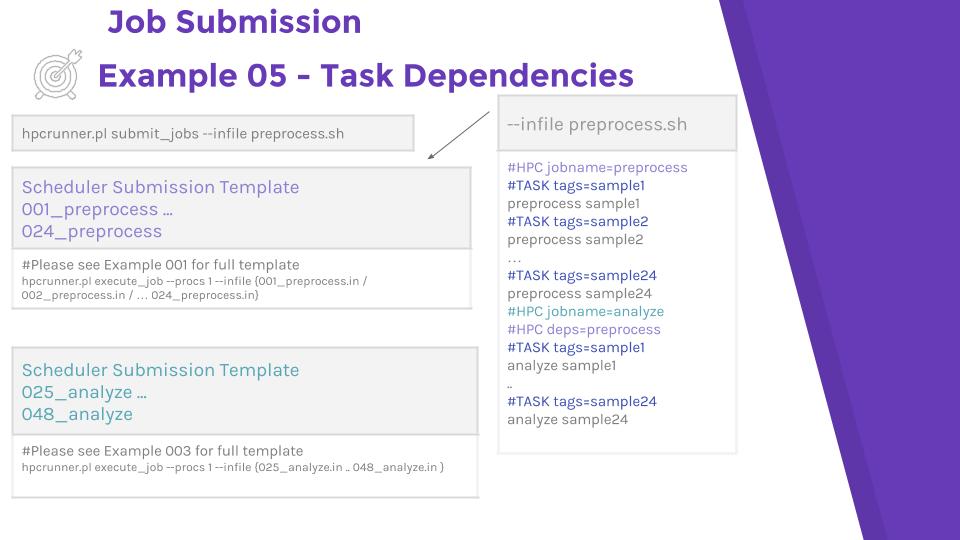 Job Submission
Example 05 - Task Dependencies
hpcrunner.pl submit_jobs --infile preprocess.sh
Scheduler Submission Template
001_preprocess ...
024_preprocess
#Please see Example 001 for full template
hpcrunner.pl execute_job --procs 1 --infile {001_preprocess.in /
002_preprocess.in / ... 024_preprocess.in}
Scheduler Submission Template
025_analyze ...
048_analyze
#Please see Example 003 for full template
hpcrunner.pl execute_job --procs 1 --infile {025_analyze.in .. 048_analyze.in }
--infile preprocess.sh
#HPC jobname=preprocess
#TASK tags=sample1
preprocess sample1
#TASK tags=sample2
preprocess sample2
...
#TASK tags=sample24
preprocess sample24
#HPC jobname=analyze
#HPC deps=preprocess
#TASK tags=sample1
analyze sample1
..
#TASK tags=sample24
analyze sample24